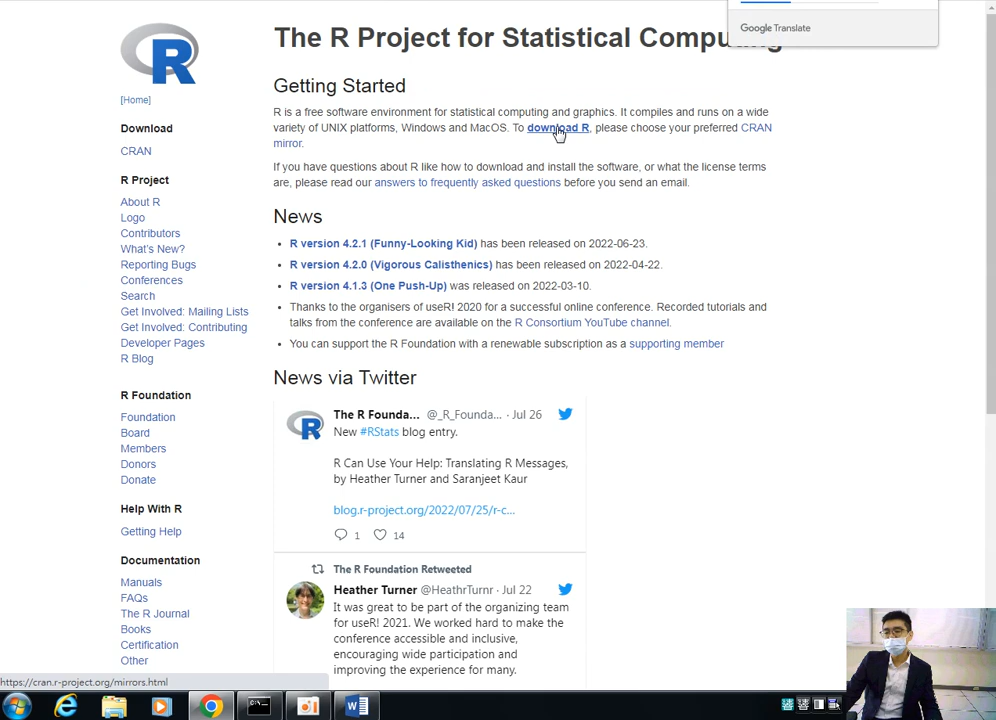 Google Translate
R
The R Project for Statistical Computing
[Home]
Download
CRAN
R Project
About R
Logo
Contributors
What's New?
Reporting Bugs
Conferences
Search
Get Involved: Mailing Lists
Get Involved: Contributing
Developer Pages
R Blog
R Foundation
Foundation
Board
Members
Donors
Donate
Help With R
Getting Help
Documentation
Manuals
FAQs
The R Journal
Books
Certification
Other
Getting Started
R is a free software environment for statistical computing and graphics. It compiles and runs on a wide
variety of UNIX platforms, Windows and MacOS. To download R, please choose your preferred CRAN
mirror.
If you have questions about R like how to download and install the software, or what the license terms
are, please read our answers to frequently asked questions before you send an email.
News
• R version 4.2.1 (Funny-Looking Kid) has been released on 2022-06-23.
• R version 4.2.0 (Vigorous Calisthenics) has been released on 2022-04-22.
• R version 4.1.3 (One Push-Up) was released on 2022-03-10.
• Thanks to the organisers of useR! 2020 for a successful online conference. Recorded tutorials and
talks from the conference are available on the R Consortium YouTube channel.
• You can support the R Foundation with a renewable subscription as a supporting member
News via Twitter
R
The R Founda... @_R_Founda... · Jul 26
New #RStats blog entry.
R Can Use Your Help: Translating R Messages,
by Heather Turner and Saranjeet Kaur
blog.r-project.org/2022/07/25/r-c...
1 14
The R Foundation Retweeted
Heather Turner @HeathrTurnr · Jul 22
It was great to be part of the organizing team
for useR! 2021. We worked hard to make the
conference accessible and inclusive,
encouraging wide participation and
improving the experience for many.
https://cran.r-project.org/mirrors.html